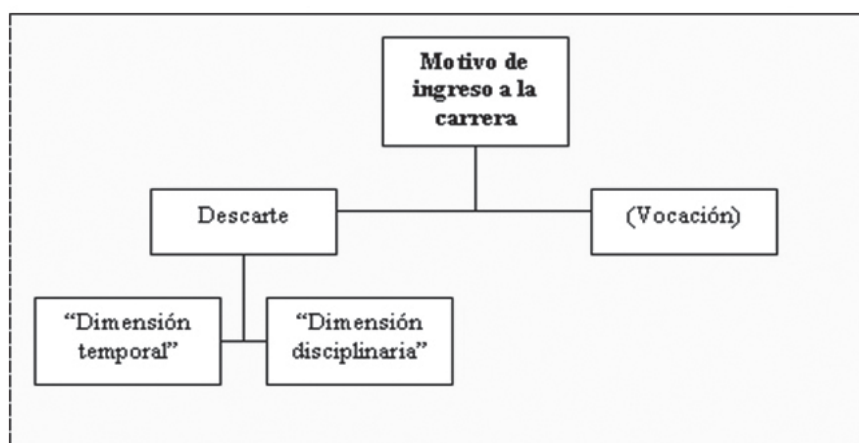 Motivo de
ingreso a la
carrera
Descarte
(Vocación)
“Dimensión
temporal”
“Dimensión
disciplinaria”